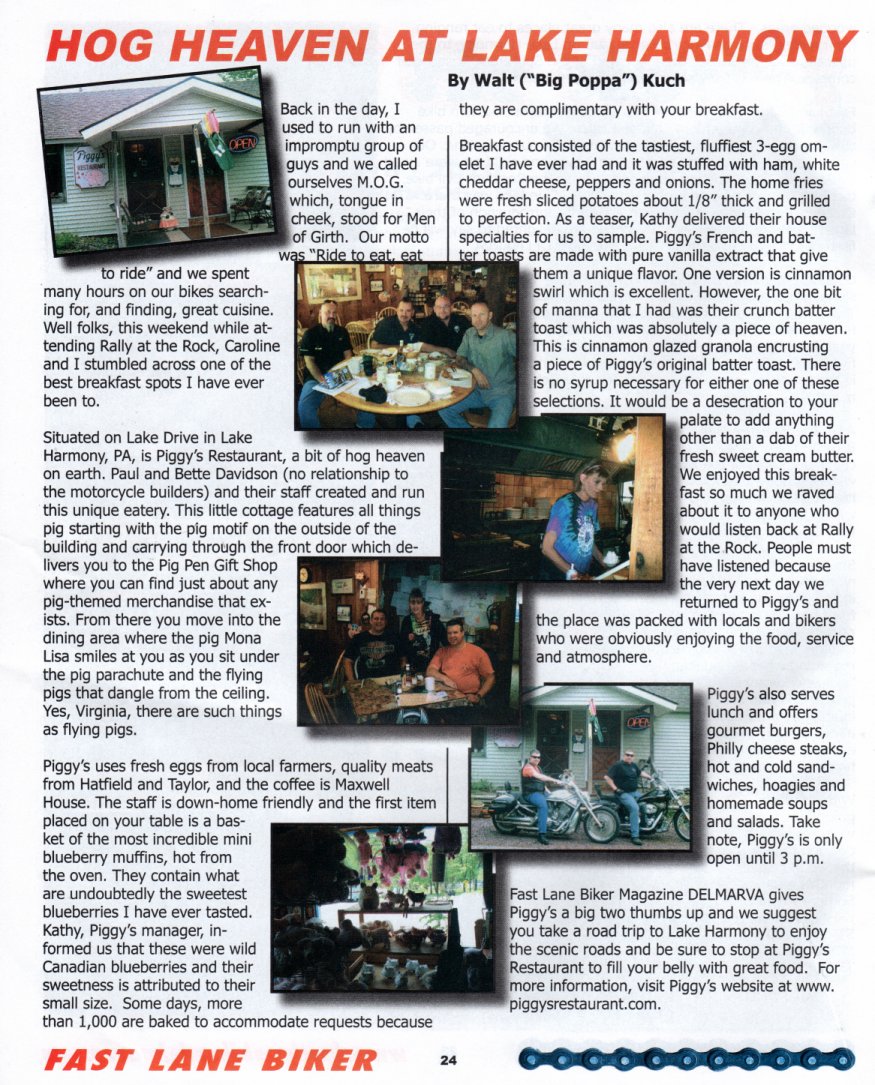 HOG HEAVEN AT LAKE HARMONY
By Walt ("Big Poppa") Kuch
Piggy's
RESTAURANT
OPEN
Back in the day, I
used to run with an
impromptu group of
guys and we called
ourselves M.O.G.
which, tongue in
cheek, stood for Men
of Girth. Our motto
was "Ride to eat, eat
to ride" and we spent
many hours on our bikes search-
ing for, and finding, great cuisine.
Well folks, this weekend while at-
tending Rally at the Rock, Caroline
and I stumbled across one of the
best breakfast spots I have ever
been to.
Situated on Lake Drive in Lake
Harmony, PA, is Piggy's Restaurant, a bit of hog heaven
on earth. Paul and Bette Davidson (no relationship to
the motorcycle builders) and their staff created and run
this unique eatery. This little cottage features all things
pig starting with the pig motif on the outside of the
building and carrying through the front door which de-
livers you to the Pig Pen Gift Shop
where you can find just about any
pig-themed merchandise that ex-
ists. From there you move into the
dining area where the pig Mona
Lisa smiles at you as you sit under
the pig parachute and the flying
pigs that dangle from the ceiling.
Yes, Virginia, there are such things
as flying pigs.
Piggy's uses fresh eggs from local farmers, quality meats
from Hatfield and Taylor, and the coffee is Maxwell
House. The staff is down-home friendly and the first item
placed on your table is a bas-
ket of the most incredible mini
blueberry muffins, hot from
the oven. They contain what
are undoubtedly the sweetest
blueberries I have ever tasted.
Kathy, Piggy's manager, in-
formed us that these were wild
Canadian blueberries and their
sweetness is attributed to their
small size. Some days, more
than 1,000 are baked to accommodate requests because
they are complimentary with your breakfast.
Breakfast consisted of the tastiest, fluffiest 3-egg om-
elet I have ever had and it was stuffed with ham, white
cheddar cheese, peppers and onions. The home fries
were fresh sliced potatoes about 1/8" thick and grilled
to perfection. As a teaser, Kathy delivered their house
specialties for us to sample. Piggy's French and bat-
ter toasts are made with pure vanilla extract that give
them a unique flavor. One version is cinnamon
swirl which is excellent. However, the one bit
of manna that I had was their crunch batter
toast which was absolutely a piece of heaven.
This is cinnamon glazed granola encrusting
a piece of Piggy's original batter toast. There
is no syrup necessary for either one of these
selections. It would be a desecration to your
palate to add anything
other than a dab of their
fresh sweet cream butter.
We enjoyed this break-
fast so much we raved
about it to anyone who
would listen back at Rally
at the Rock. People must
have listened because
the very next day we
returned to Piggy's and
the place was packed with locals and bikers
who were obviously enjoying the food, service
and atmosphere.
OPEN
Piggy's also serves
lunch and offers
gourmet burgers,
Philly cheese steaks,
hot and cold sand-
wiches, hoagies and
homemade soups
and salads. Take
note, Piggy's is only
open until 3 p.m.
Fast Lane Biker Magazine DELMARVA gives
Piggy's a big two thumbs up and we suggest
you take a road trip to Lake Harmony to enjoy
the scenic roads and be sure to stop at Piggy's
Restaurant to fill your belly with great food. For
more information, visit Piggy's website at www.
piggysrestaurant.com.
FAST LANE BIKER
24